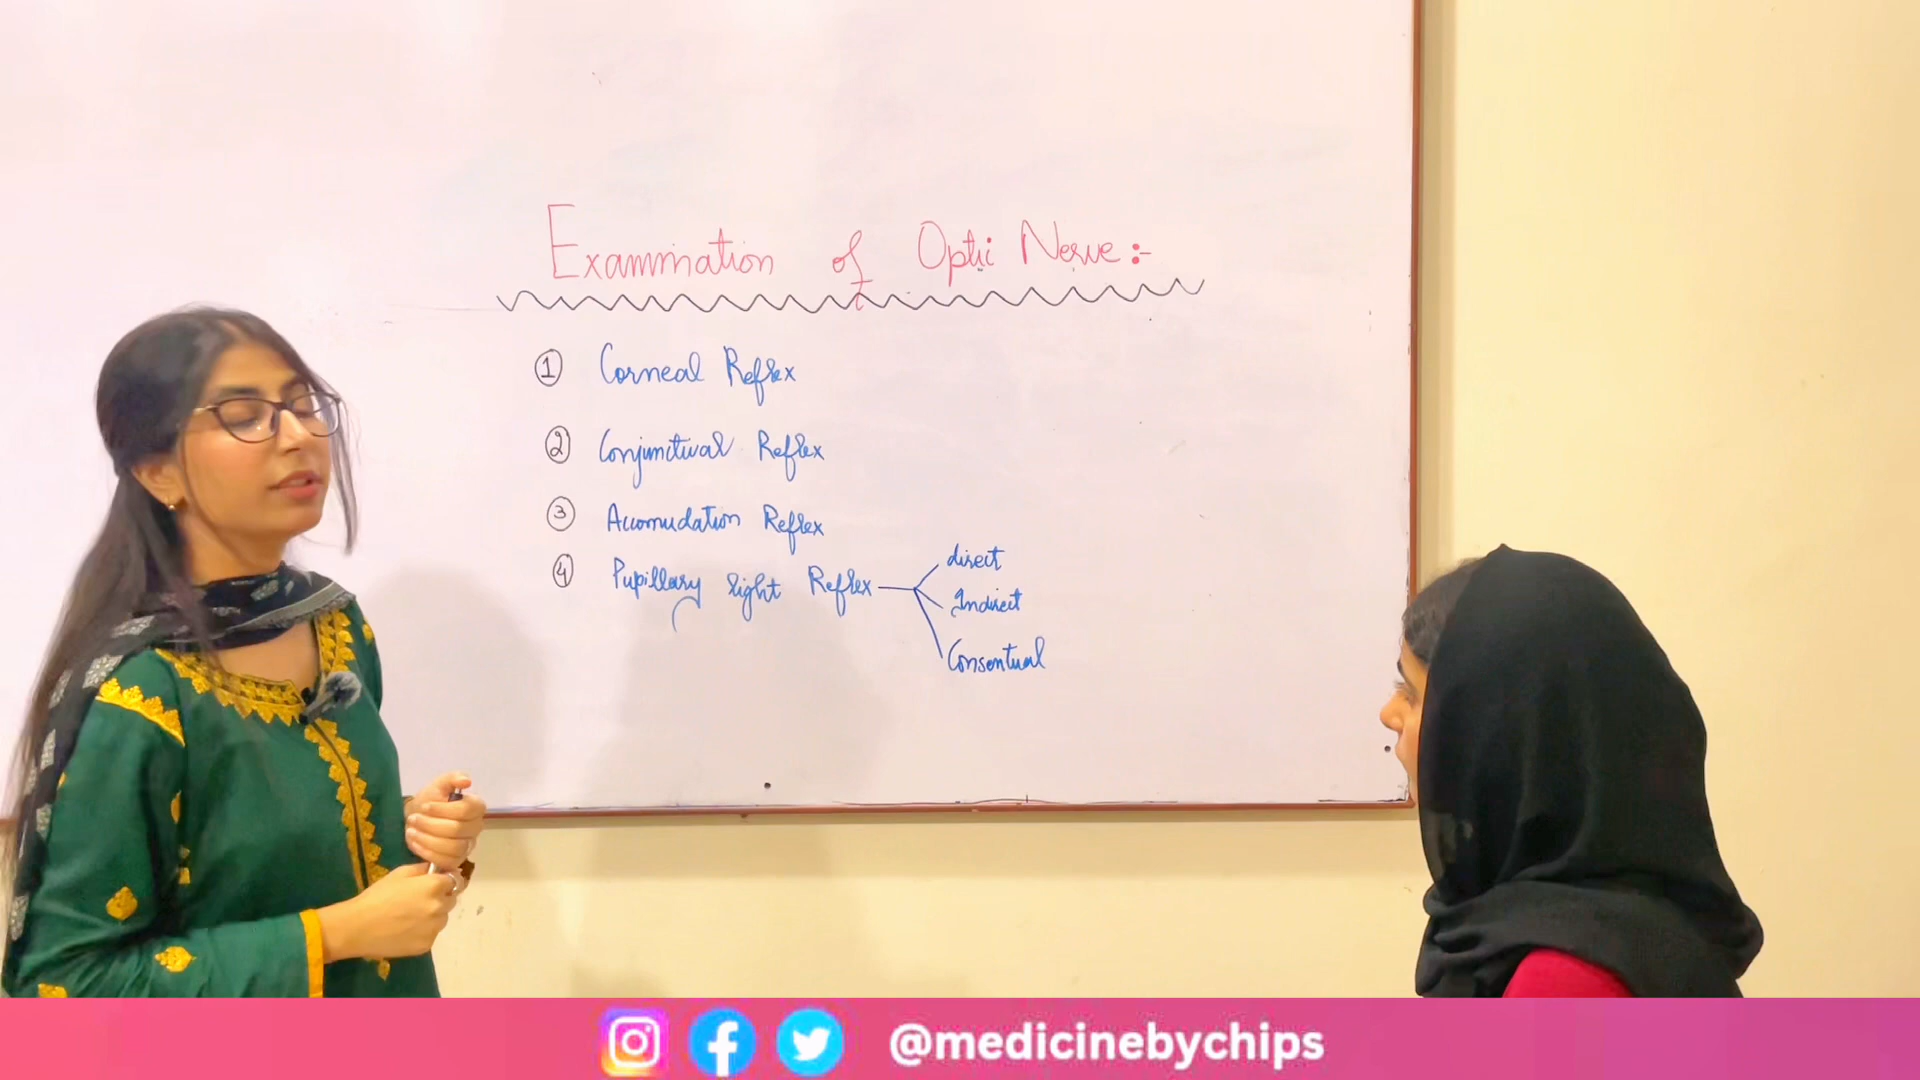 Examination of Optic Nerve:-
① Corneal Reflex
② Conjunctival Reflex
③ Accomudation Reflex
④ Pupillary light Reflex
direct
Indirect
Consentual
@medicinebychips